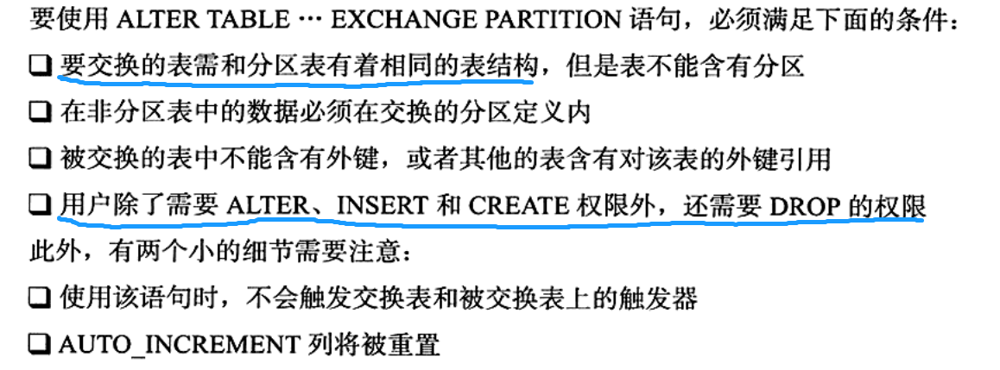 要使用 ALTER TABLE … EXCHANGE PARTITION 语句，必须满足下面的条件：
❑ 要交换的表需和分区表有着相同的表结构，但是表不能含有分区
❑ 在非分区表中的数据必须在交换的分区定义内
❑ 被交换的表中不能含有外键，或者其他的表含有对该表的外键引用
❑ 用户除了需要 ALTER、INSERT 和 CREATE 权限外，还需要 DROP 的权限
此外，有两个小的细节需要注意：
❑ 使用该语句时，不会触发交换表和被交换表上的触发器
❑ AUTO_INCREMENT 列将被重置